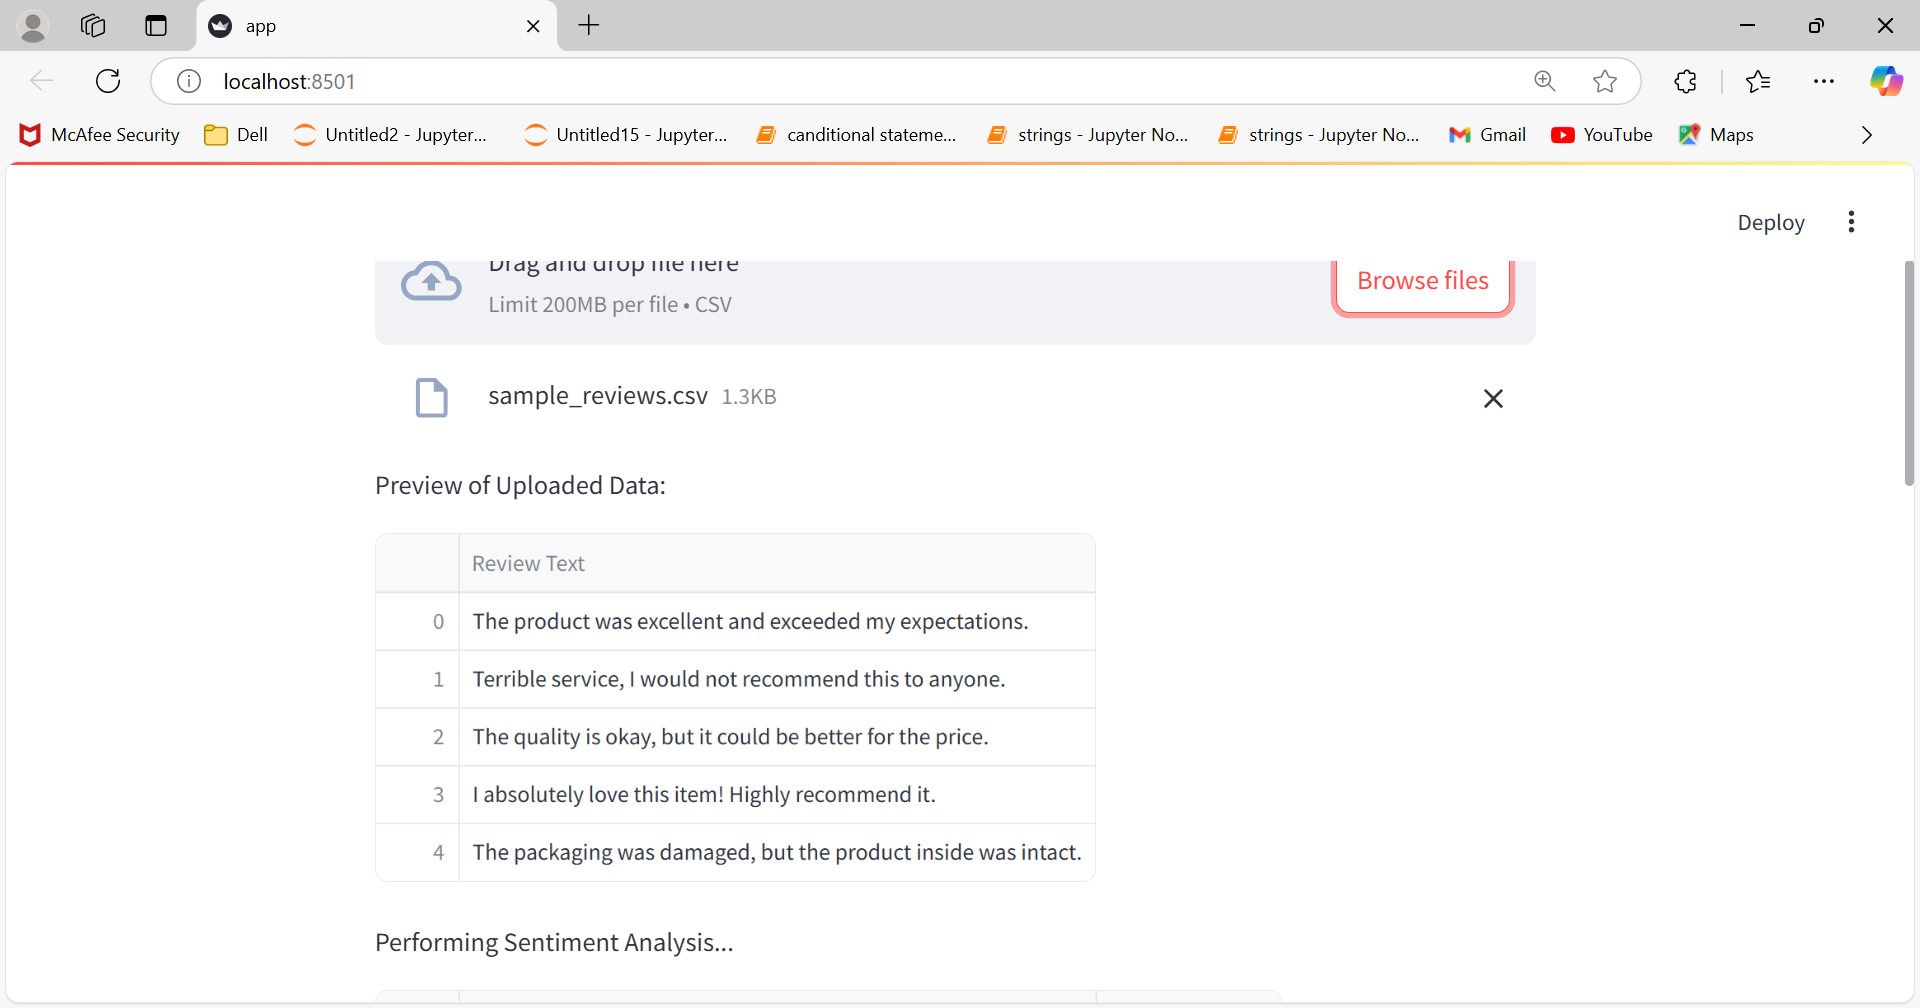 app
localhost:8501
McAfee Security Dell Untitled2 - Jupyter... Untitled15 - Jupyter... canditional stateme... strings - Jupyter No... strings - Jupyter No... Gmail YouTube Maps
Deploy
Drag and drop file here
Limit 200MB per file • CSV
Browse files
sample_reviews.csv 1.3KB
Preview of Uploaded Data:
Review Text
0 The product was excellent and exceeded my expectations.
1 Terrible service, I would not recommend this to anyone.
2 The quality is okay, but it could be better for the price.
3 I absolutely love this item! Highly recommend it.
4 The packaging was damaged, but the product inside was intact.
Performing Sentiment Analysis...